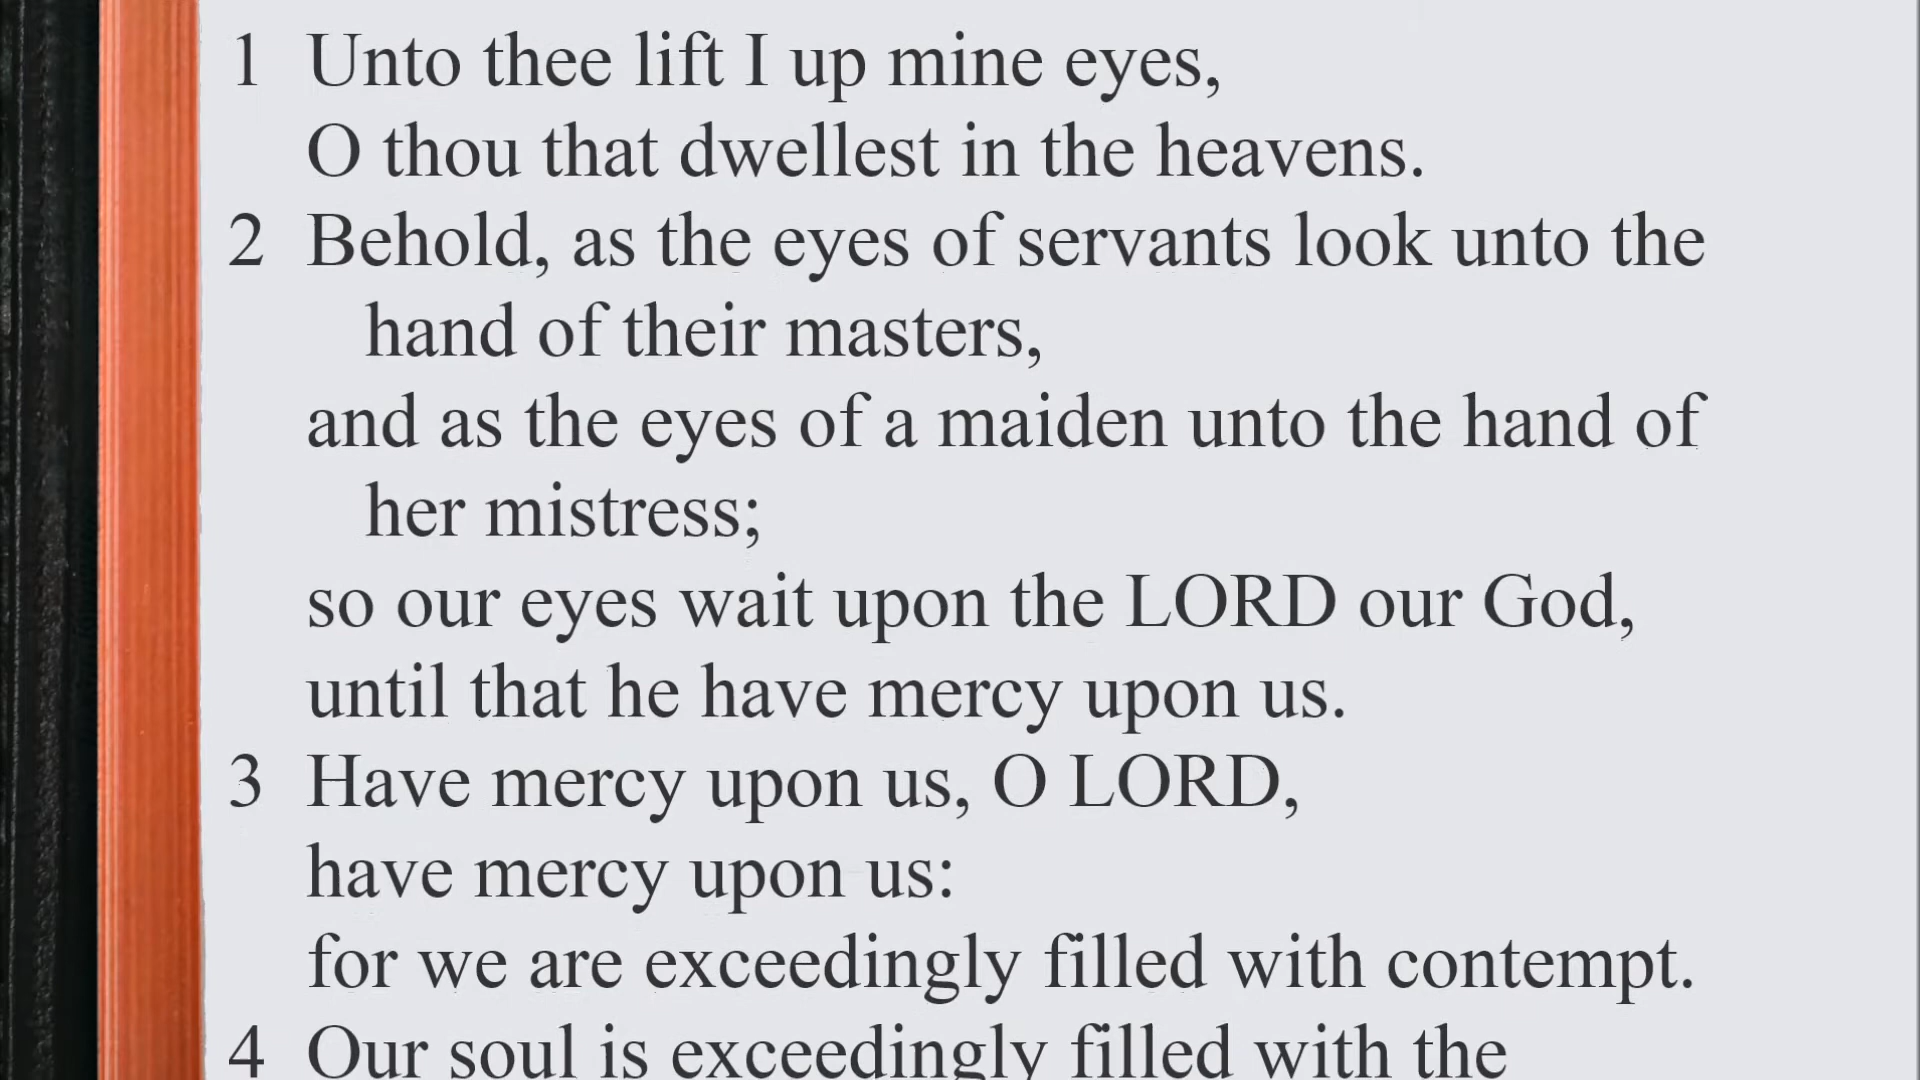 1 Unto thee lift I up mine eyes,
O thou that dwellest in the heavens.
2 Behold, as the eyes of servants look unto the
hand of their masters,
and as the eyes of a maiden unto the hand of
her mistress;
so our eyes wait upon the LORD our God,
until that he have mercy upon us.
3 Have mercy upon us, O LORD,
have mercy upon us:
for we are exceedingly filled with contempt.
4 Our soul is exceedingly filled with the